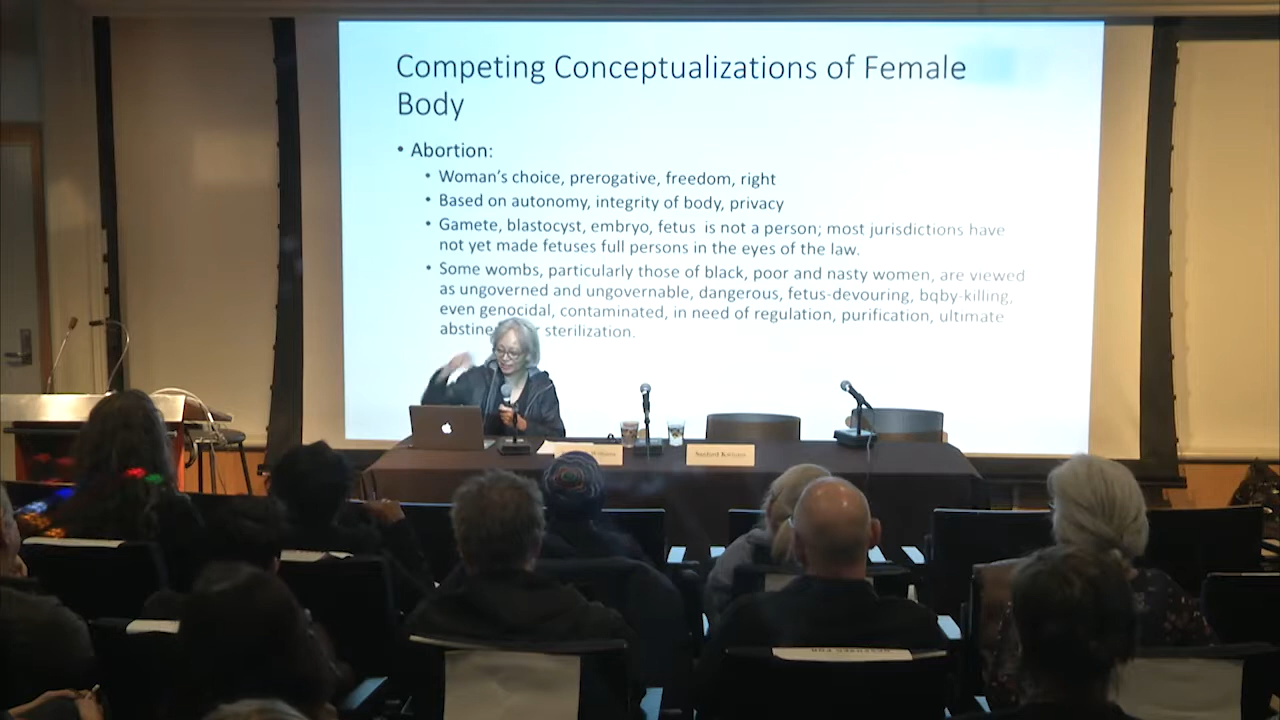 Competing Conceptualizations of Female
Body
• Abortion:
• Woman's choice, prerogative, freedom, right
• Based on autonomy, integrity of body, privacy
• Gamete, blastocyst, embryo, fetus is not a person; most jurisdictions have
not yet made fetuses full persons in the eyes of the law.
• Some wombs, particularly those of black, poor and nasty women, are viewed
as ungoverned and ungovernable, dangerous, fetus-devouring, bqby-killing,
even genocidal, contaminated, in need of regulation, purification, ultimate
sterilization.
Williams
Sanford Kwinter